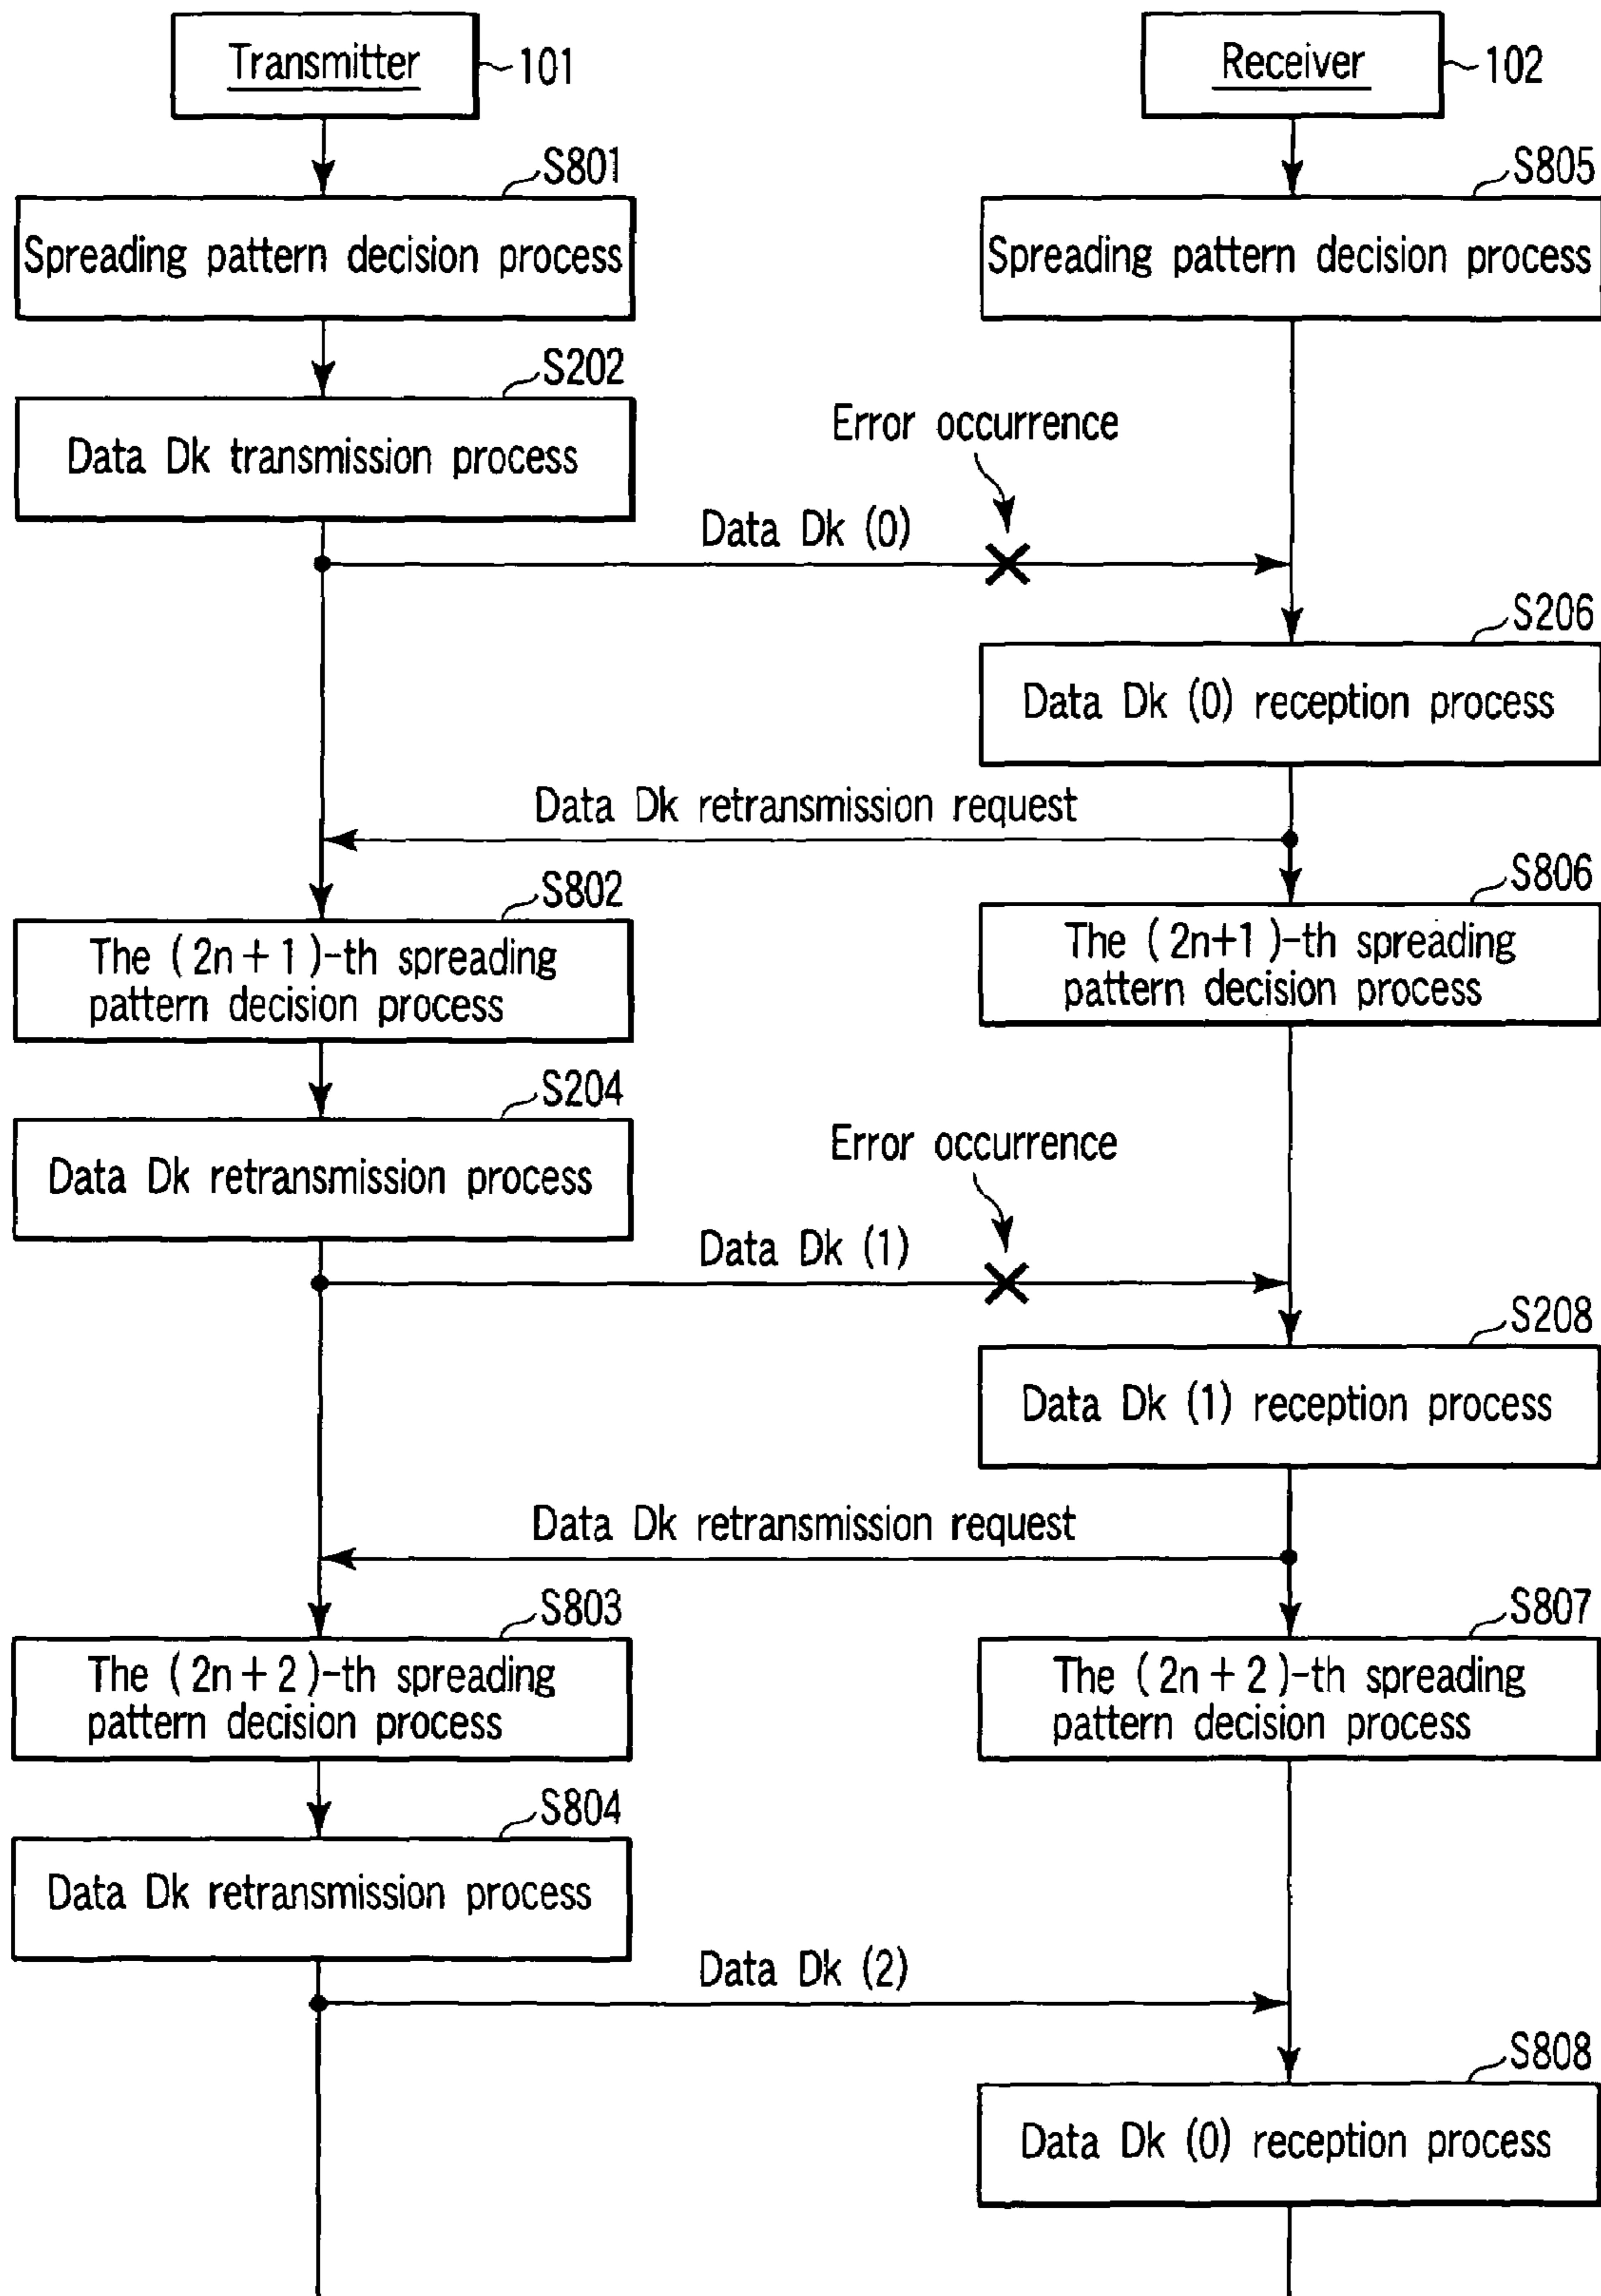 Transmitter
101
Receiver
102
S801
S805
Spreading pattern decision process
Spreading pattern decision process
S202
Data Dk transmission process
Error occurrence
Data Dk (0)
S206
Data Dk (0) reception process
Data Dk retransmission request
S802
S806
The (2n+1)-th spreading
pattern decision process
The (2n+1)-th spreading
pattern decision process
S204
Data Dk retransmission process
Error occurrence
Data Dk (1)
S208
Data Dk (1) reception process
Data Dk retransmission request
S803
S807
The (2n+2)-th spreading
pattern decision process
The (2n+2)-th spreading
pattern decision process
S804
Data Dk retransmission process
Data Dk (2)
S808
Data Dk (0) reception process